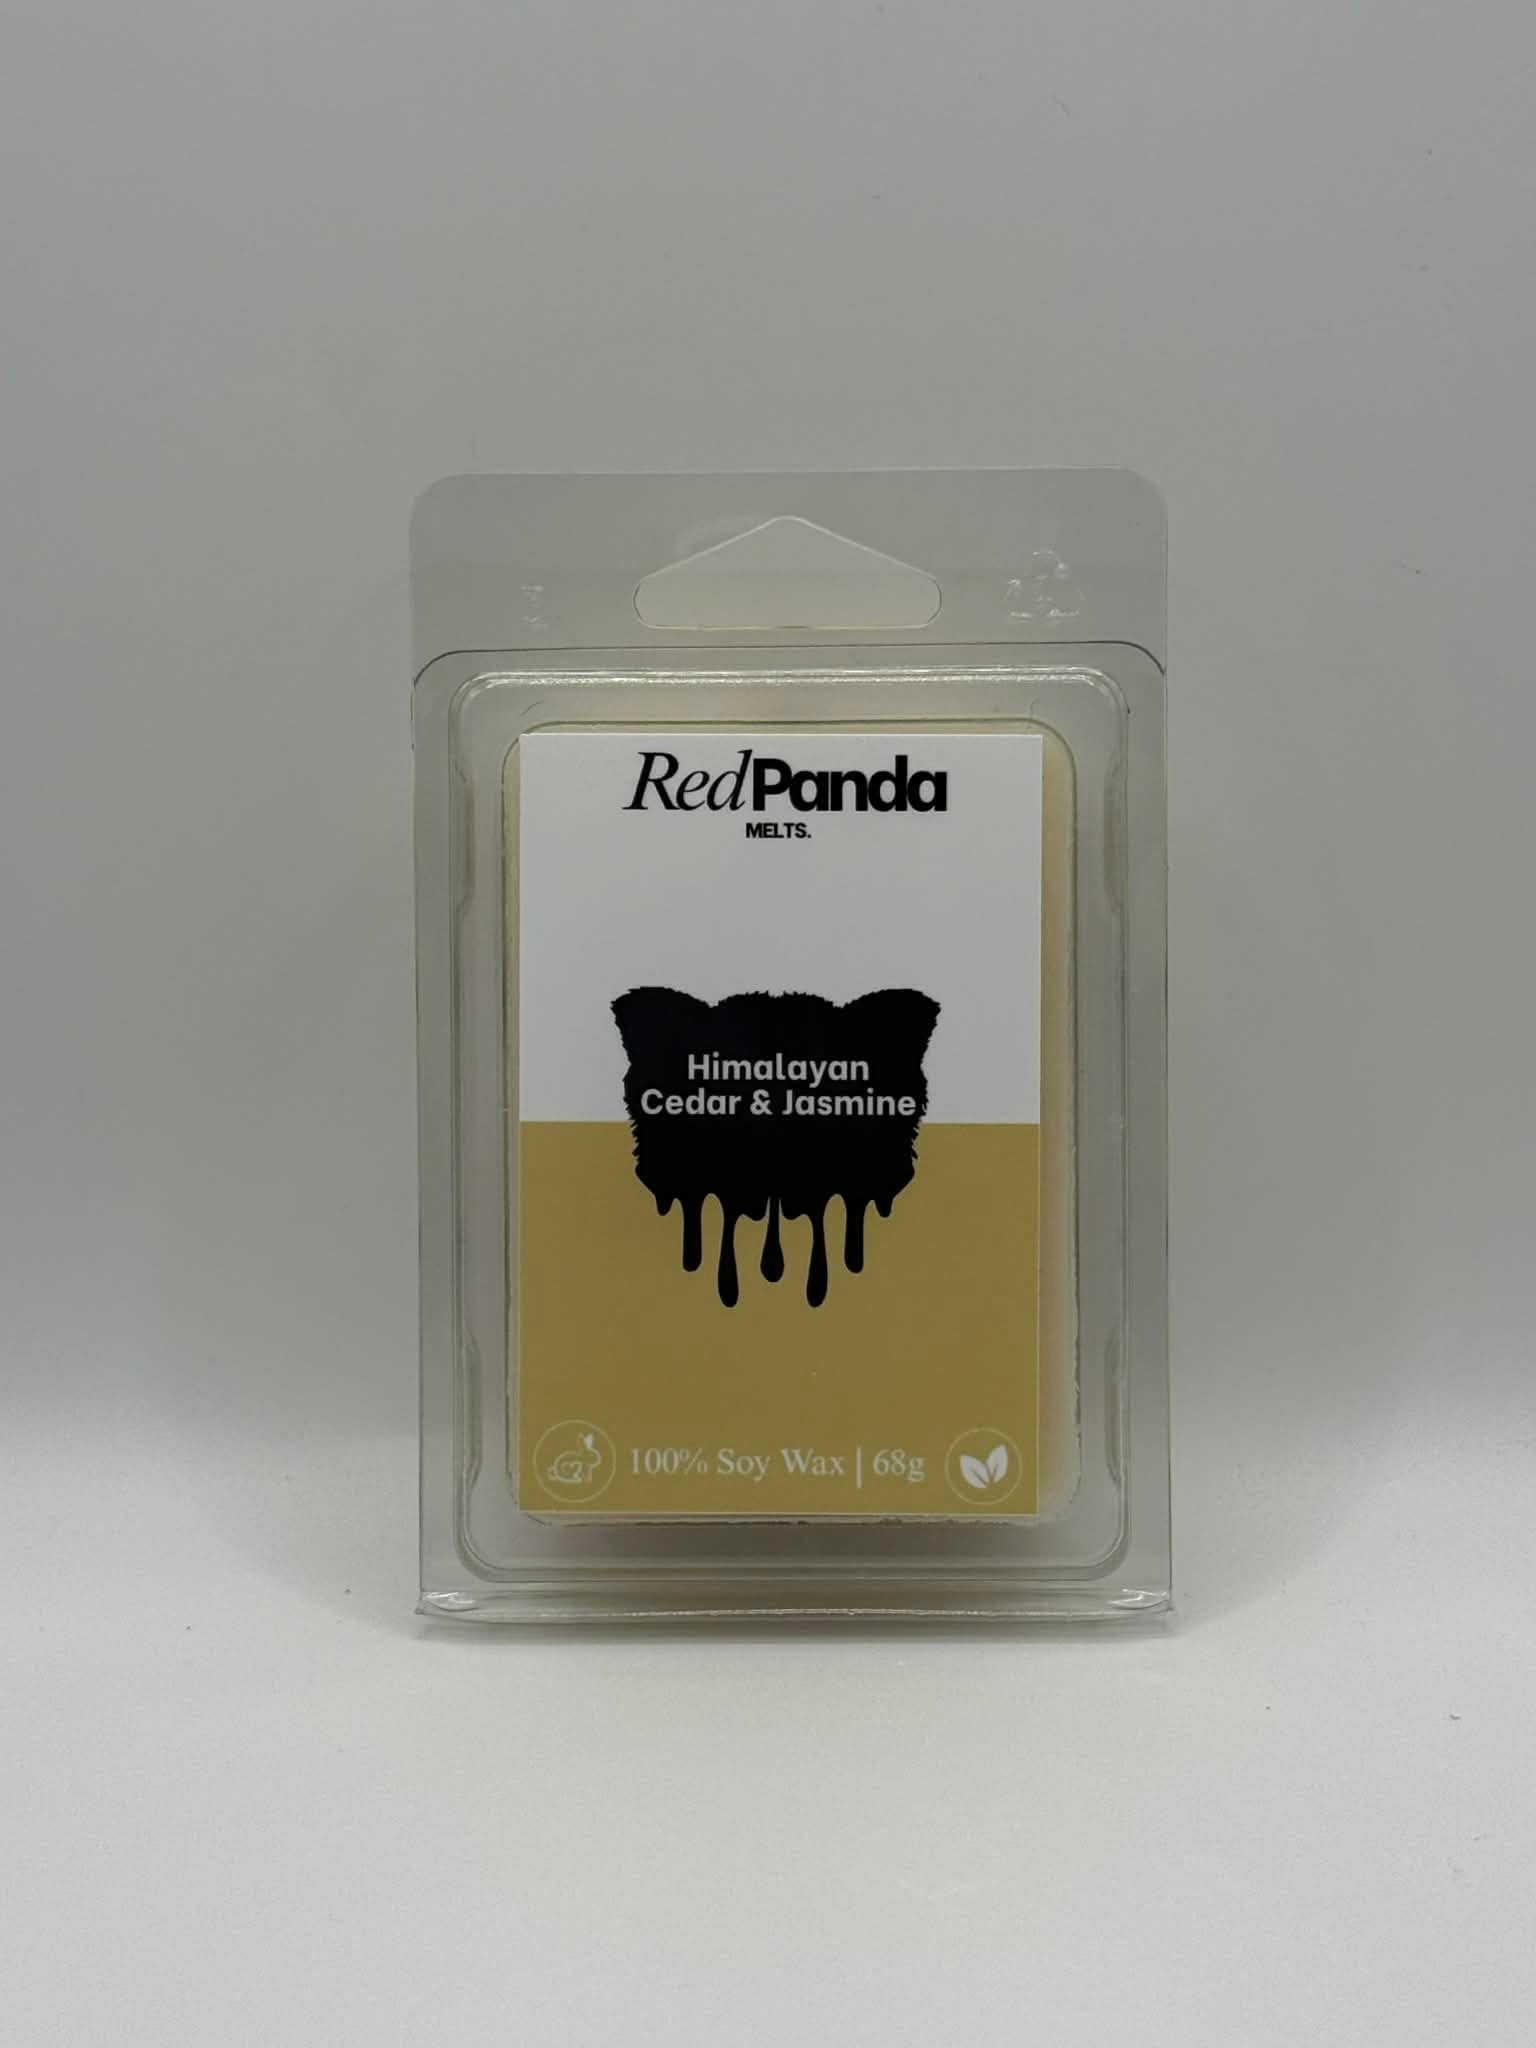 RedPanda
MELTS.
Himalayan
Cedar & Jasmine
100% Soy Wax | 68g